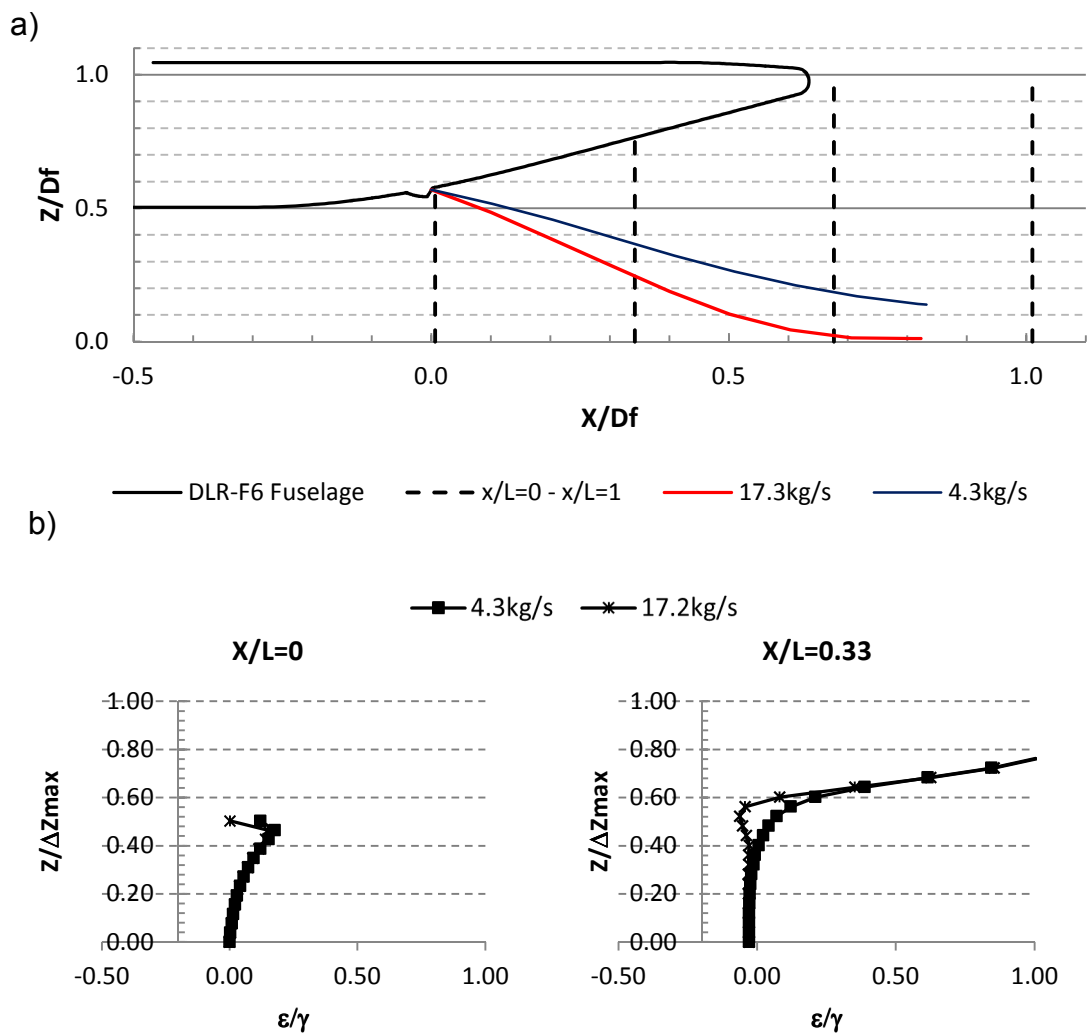 a)
1.0
0.5
0.0
Z/Df
-0.5 0.0 0.5 1.0
X/Df
DLR-F6 Fuselage x/L=0 - x/L=1 17.3kg/s 4.3kg/s
b)
4.3kg/s 17.2kg/s
X/L=0
1.00
0.80
0.60
0.40
0.20
0.00
Z/ΔZmax
-0.50 0.00 0.50 1.00
ε/γ
X/L=0.33
1.00
0.80
0.60
0.40
0.20
0.00
Z/ΔZmax
-0.50 0.00 0.50 1.00
ε/γ